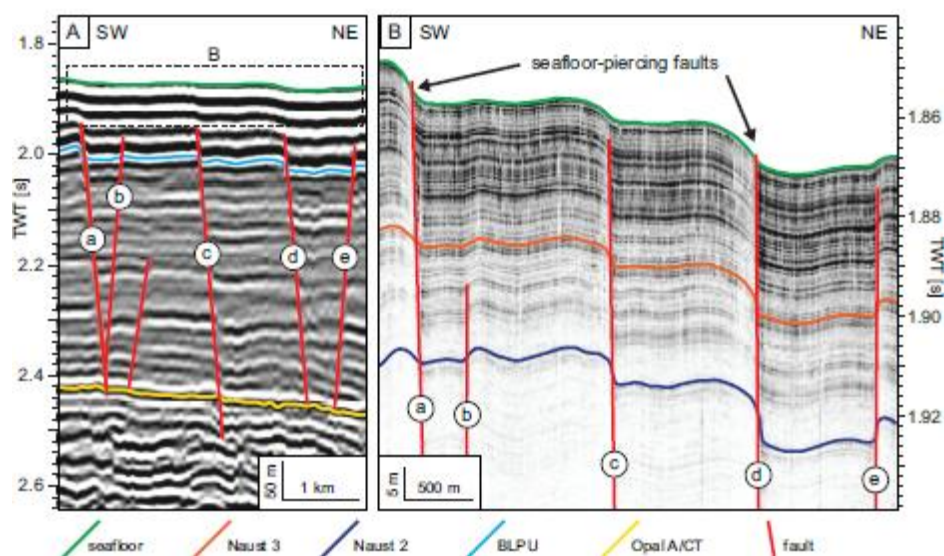 A SW NE
B
1.8
2.0
2.2
2.4
2.6
TWT [s]
a
b
c
d
e
50 m
1 km
B SW NE
seafloor-piercing faults
1.86
1.88
1.90
1.92
TWT [s]
a
b
c
d
e
5 m
500 m
seafloor Naust 3 Naust 2 BLPU Opal A/CT fault